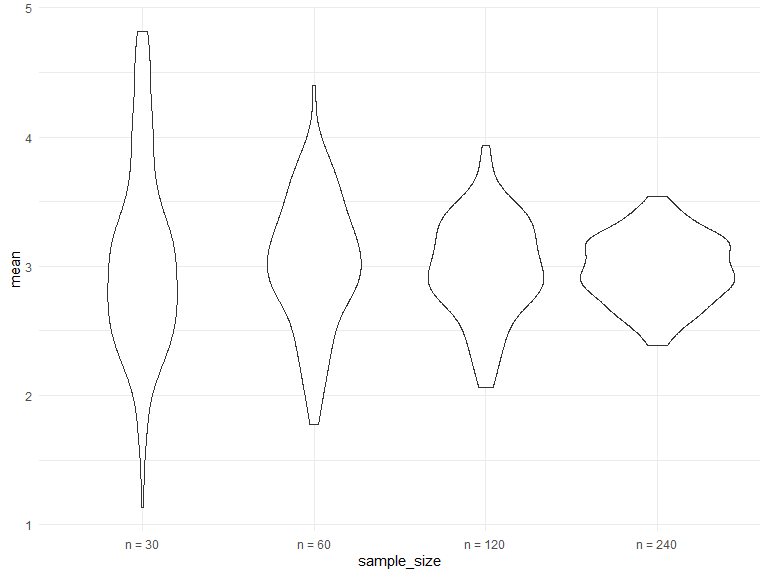 5
4
3
2
1
mean
n = 30 n = 60 n = 120 n = 240
sample_size